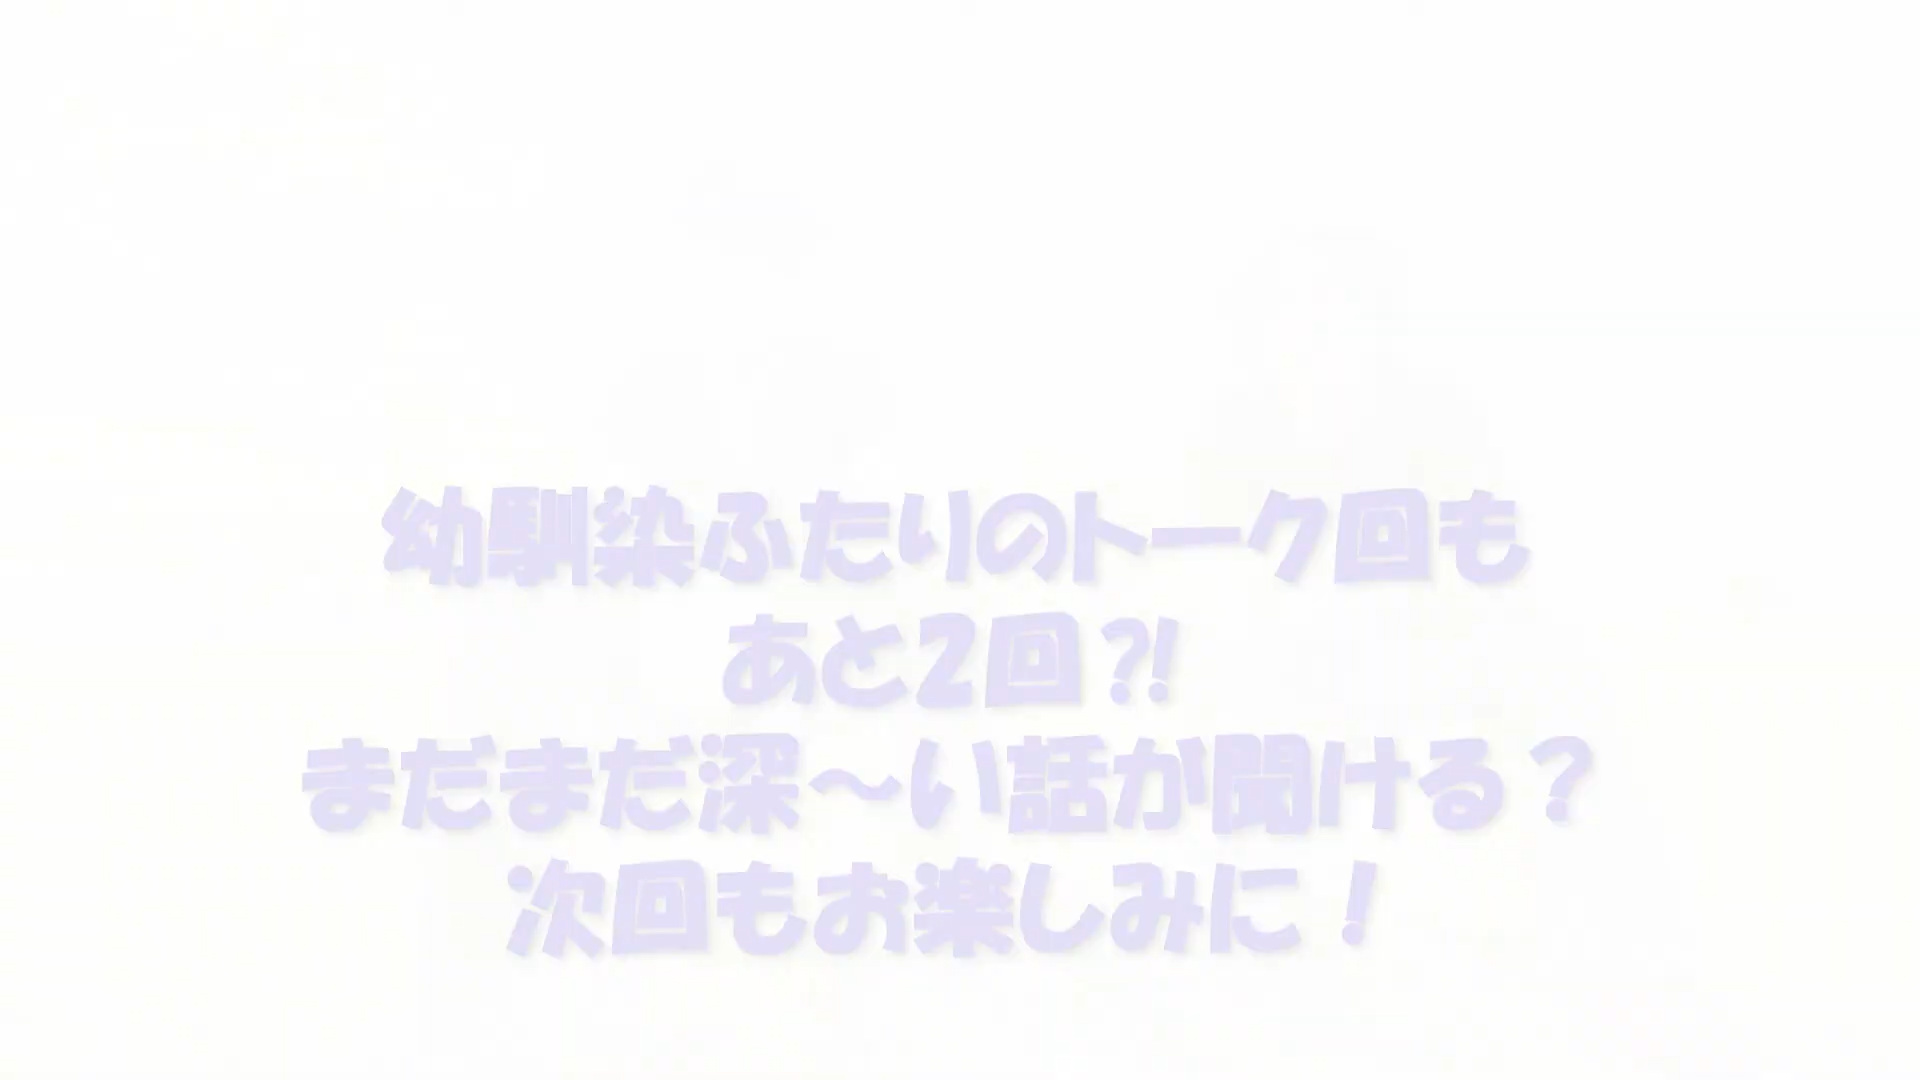 幼馴染ふたりのトーク回も
あと2回?!
まだまだ深〜い話が聞ける？
次回もお楽しみに！